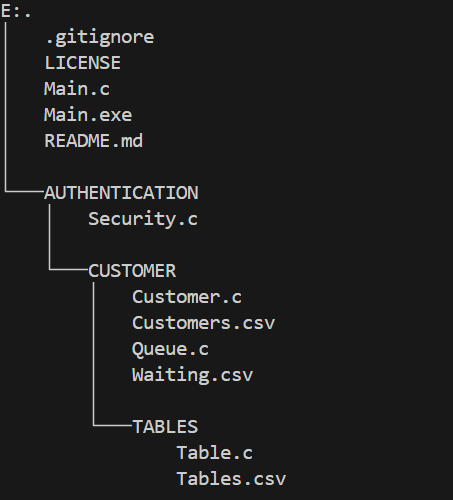 E:.
.gitignore
LICENSE
Main.c
Main.exe
README.md
AUTHENTICATION
Security.c
CUSTOMER
Customer.c
Customers.csv
Queue.c
Waiting.csv
TABLES
Table.c
Tables.csv